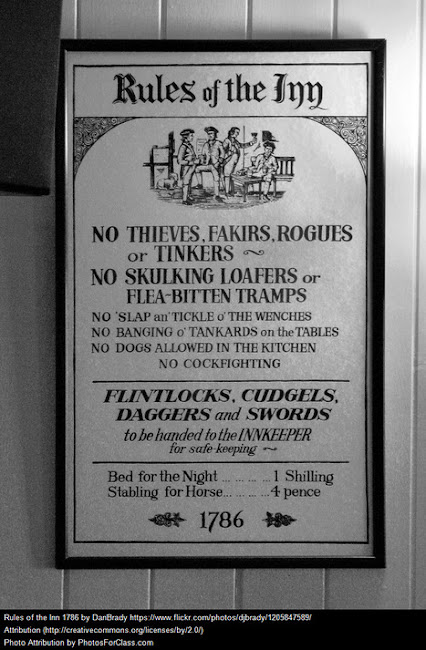 Rules of the Inn
NO THIEVES, FAKIRS, ROGUES
or TINKERS
NO SKULKING LOAFERS or
FLEA-BITTEN TRAMPS
NO 'SLAP an' TICKLE o' THE WENCHES
NO BANGING o' TANKARDS on the TABLES
NO DOGS ALLOWED IN THE KITCHEN
NO COCKFIGHTING
FLINTLOCKS, CUDGELS,
DAGGERS and SWORDS
to be handed to the INNKEEPER
for safe-keeping
Bed for the Night ... ... ... ... 1 Shilling
Stabling for Horse... ... ... ... 4 pence
1786
Rules of the Inn 1786 by DanBrady https://www.flickr.com/photos/djbrady/1205847589/
Attribution (http://creativecommons.org/licenses/by/2.0/)
Photo Attribution by PhotosForClass.com